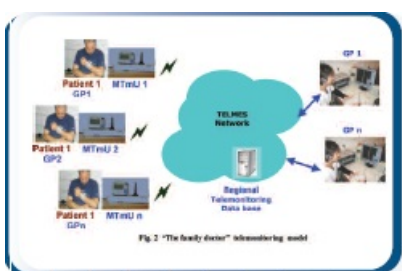 Patient 1 MTmU 1
GP1
Patient 1 MTmU 2
GP2
Patient 1 MTmU n
GPn
TELMES
Network
Regional
Telemonitoring
Data base
GP 1
GP n
Fig. 2 "The family doctor" telemonitoring model